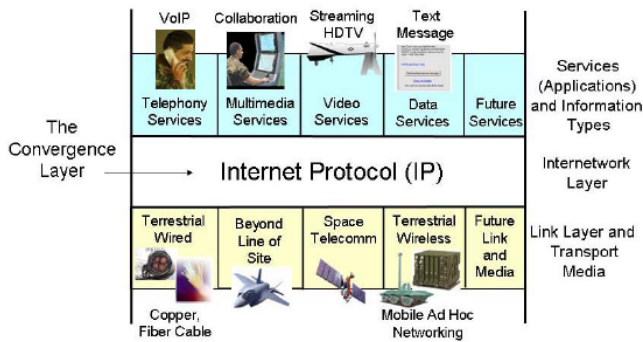 VoIP
Collaboration
Streaming
HDTV
Text
Message
Telephony
Services
Multimedia
Services
Video
Services
Data
Services
Future
Services
Services
(Applications)
and Information
Types
The
Convergence
Layer
Internet Protocol (IP)
Internetwork
Layer
Terrestrial
Wired
Beyond
Line of
Site
Space
Telecomm
Terrestrial
Wireless
Future
Link
and
Media
Link Layer and
Transport
Media
Copper,
Fiber Cable
Mobile Ad Hoc
Networking